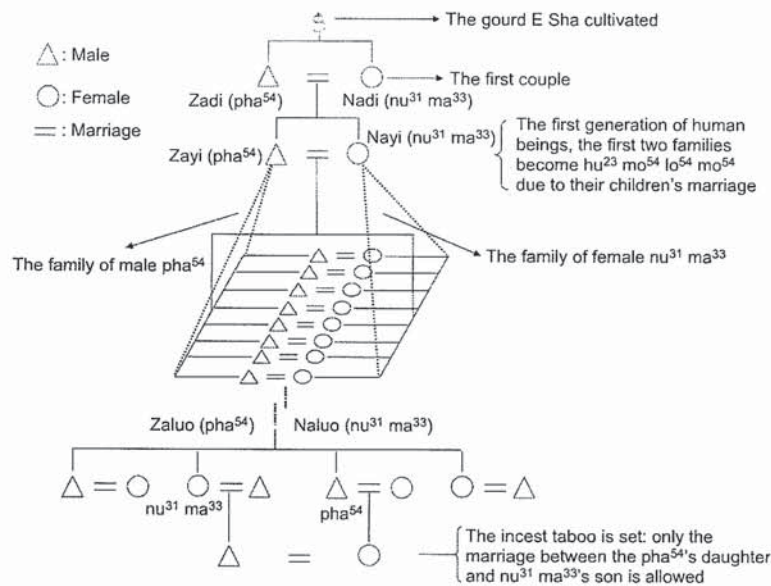 The gourd E Sha cultivated
: Male
: Female
= : Marriage
The first couple
Zadi (pha⁵⁴) Nadi (nu³¹ ma³³)
Nayi (nu³¹ ma³³)
Zayi (pha⁵⁴)
The first generation of human
beings, the first two families
become hu²³ mo⁵⁴ lo⁵⁴ mo⁵⁴
due to their children's marriage
The family of male pha⁵⁴
The family of female nu³¹ ma³³
Zaluo (pha⁵⁴) Naluo (nu³¹ ma³³)
nu³¹ ma³³
pha⁵⁴
The incest taboo is set: only the
marriage between the pha⁵⁴'s daughter
and nu³¹ ma³³'s son is allowed